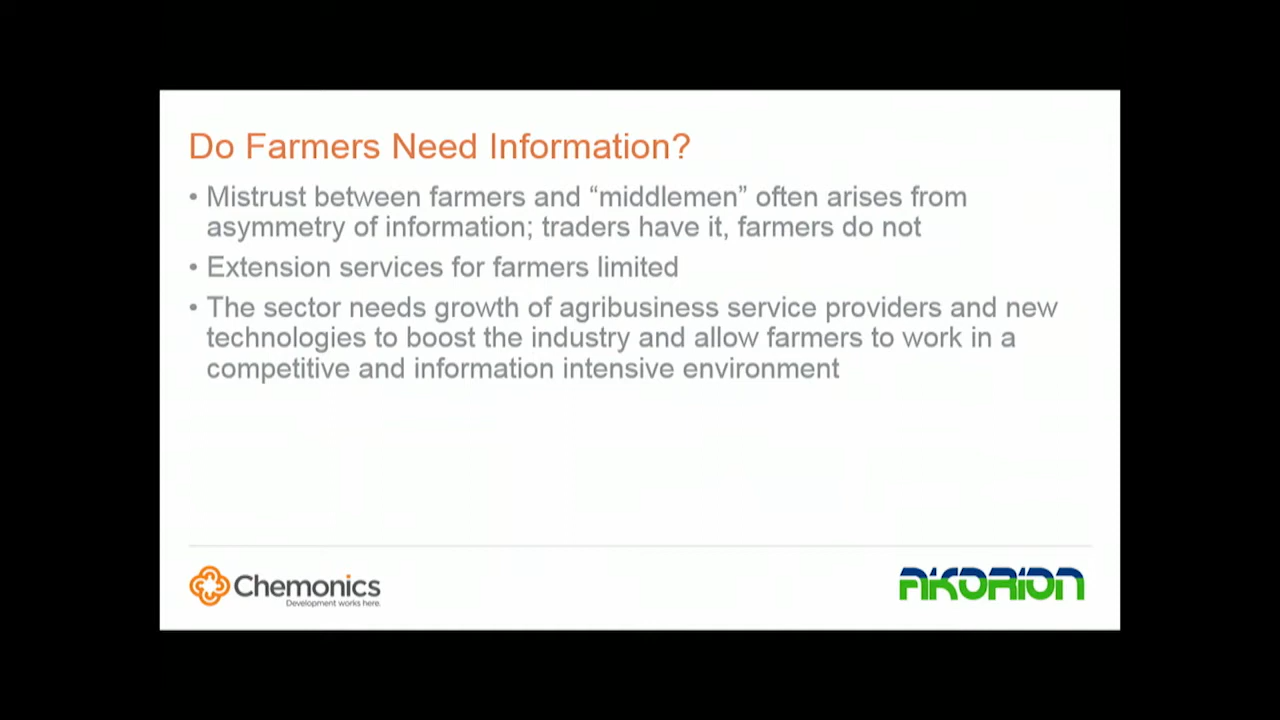 Do Farmers Need Information?
• Mistrust between farmers and “middlemen” often arises from
asymmetry of information; traders have it, farmers do not
• Extension services for farmers limited
• The sector needs growth of agribusiness service providers and new
technologies to boost the industry and allow farmers to work in a
competitive and information intensive environment
Chemonics
Development works here.
AKORION